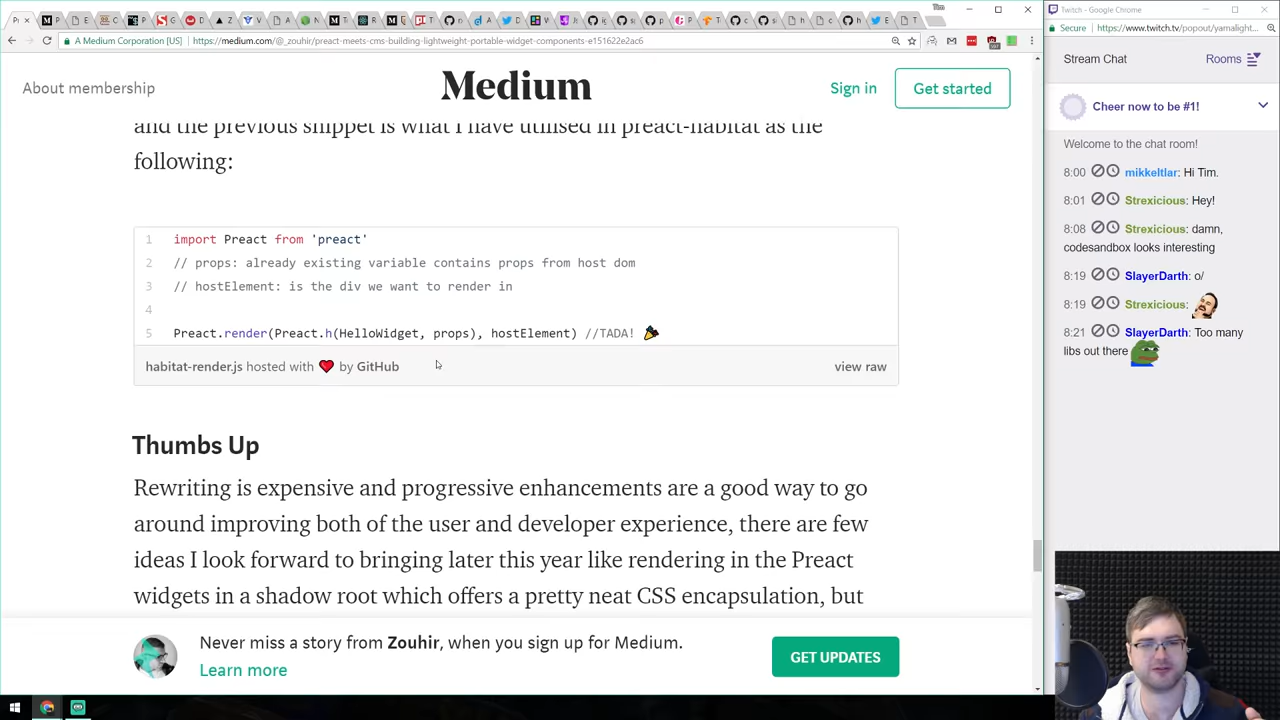 Twitch - Google Chrome
A Medium Corporation [US]
https://medium.com/@_zouhir/preact-meets-cms-building-lightweight-portable-widget-components-e151622e2ac6
Secure
https://www.twitch.tv/popout/yamalight...
About membership
Medium
Sign in
Get started
and the previous snippet is what I have utilised in preact-habitat as the
following:
1 import Preact from 'preact'
2 // props: already existing variable contains props from host dom
3 // hostElement: is the div we want to render in
4
5 Preact.render(Preact.h(HelloWidget, props), hostElement) //TADA! 🎉
habitat-render.js hosted with ❤ by GitHub
view raw
Thumbs Up
Rewriting is expensive and progressive enhancements are a good way to go
around improving both of the user and developer experience, there are few
ideas I look forward to bringing later this year like rendering in the Preact
widgets in a shadow root which offers a pretty neat CSS encapsulation, but
Never miss a story from Zouhir, when you sign up for Medium.
Learn more
GET UPDATES
Stream Chat
Rooms
Cheer now to be #1!
Welcome to the chat room!
8:00 mikkeltlar: Hi Tim.
8:01 Strexicious: Hey!
8:08 Strexicious: damn,
codesandbox looks interesting
8:19 SlayerDarth: o/
8:19 Strexicious:
8:21 SlayerDarth: Too many
libs out there